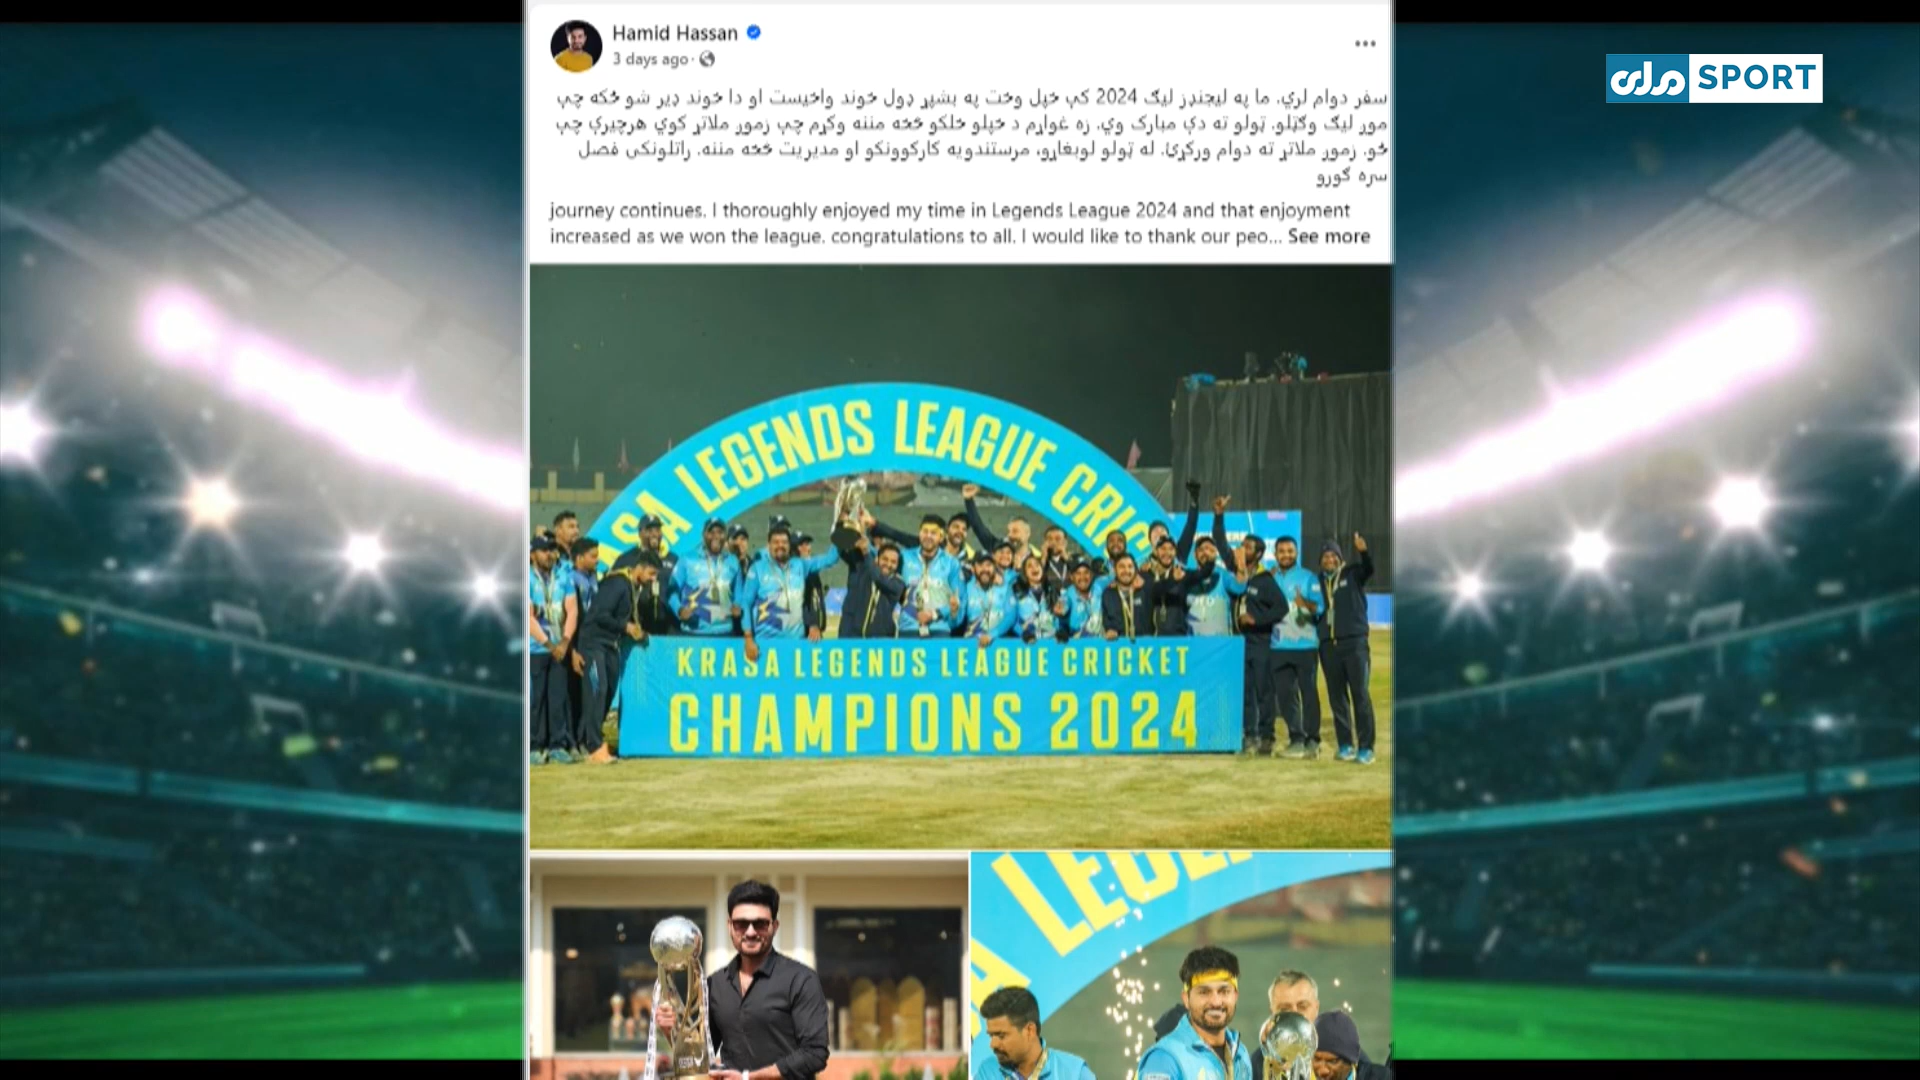 Hamid Hassan
3 days ago ·
ملي SPORT
سفر دوام لري. ما په لیجنډز لیګ 2024 کې خپل وخت په بشپړ ډول خوند واخیست او دا خوند ډیر شو ځکه چې
موږ لیګ وګټلو. ټولو ته دې مبارک وي. زه غواړم د خپلو خلکو څخه مننه وکړم چې زموږ ملاتړ کوي هرچیرې چې
ځو. زموږ ملاتړ ته دوام ورکړئ. له ټولو لوبغاړو، مرستندویه کارکوونکو او مدیریت څخه مننه. راتلونکی فصل
سره ګورو
journey continues. I thoroughly enjoyed my time in Legends League 2024 and that enjoyment
increased as we won the league. congratulations to all. I would like to thank our peo... See more
ASA LEGENDS LEAGUE CRIC
KRASA LEGENDS LEAGUE CRICKET
CHAMPIONS 2024
A LEGE